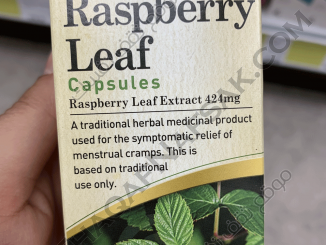 Raspberry
Leaf
Capsules
Raspberry Leaf Extract 424mg
A traditional herbal medicinal product
used for the symptomatic relief of
menstrual cramps. This is
based on traditional
use only.